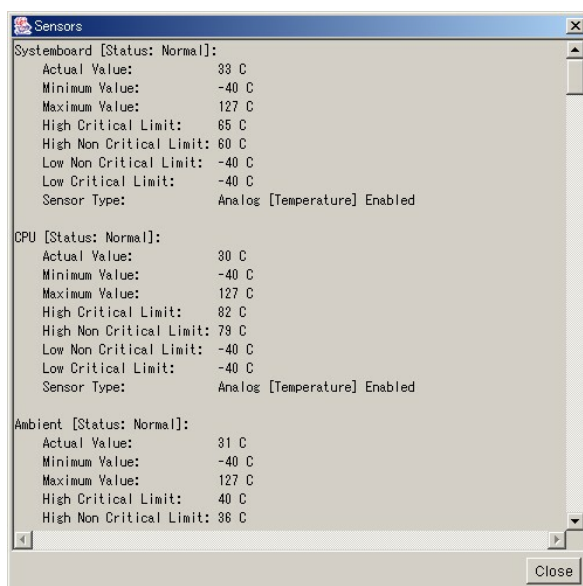 Sensors
Systemboard [Status: Normal]:
Actual Value: 33 C
Minimum Value: -40 C
Maximum Value: 127 C
High Critical Limit: 65 C
High Non Critical Limit: 60 C
Low Non Critical Limit: -40 C
Low Critical Limit: -40 C
Sensor Type: Analog [Temperature] Enabled
CPU [Status: Normal]:
Actual Value: 30 C
Minimum Value: -40 C
Maximum Value: 127 C
High Critical Limit: 82 C
High Non Critical Limit: 79 C
Low Non Critical Limit: -40 C
Low Critical Limit: -40 C
Sensor Type: Analog [Temperature] Enabled
Ambient [Status: Normal]:
Actual Value: 31 C
Minimum Value: -40 C
Maximum Value: 127 C
High Critical Limit: 40 C
High Non Critical Limit: 36 C
Close